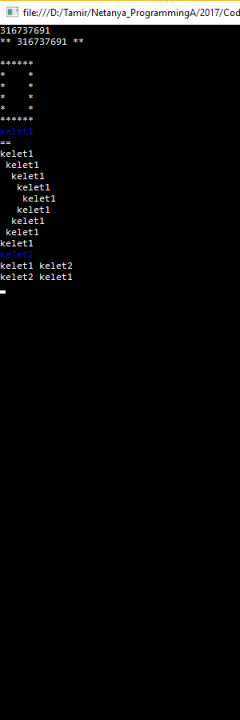 file:///D:/Tamir/Netanya_ProgrammingA/2017/Cod
316737691
** 316737691 **

******
*    *
*    *
*    *
*    *
******
kelet1
==
kelet1
 kelet1
  kelet1
   kelet1
    kelet1
   kelet1
  kelet1
 kelet1
kelet1
kelet2
kelet1 kelet2
kelet2 kelet1